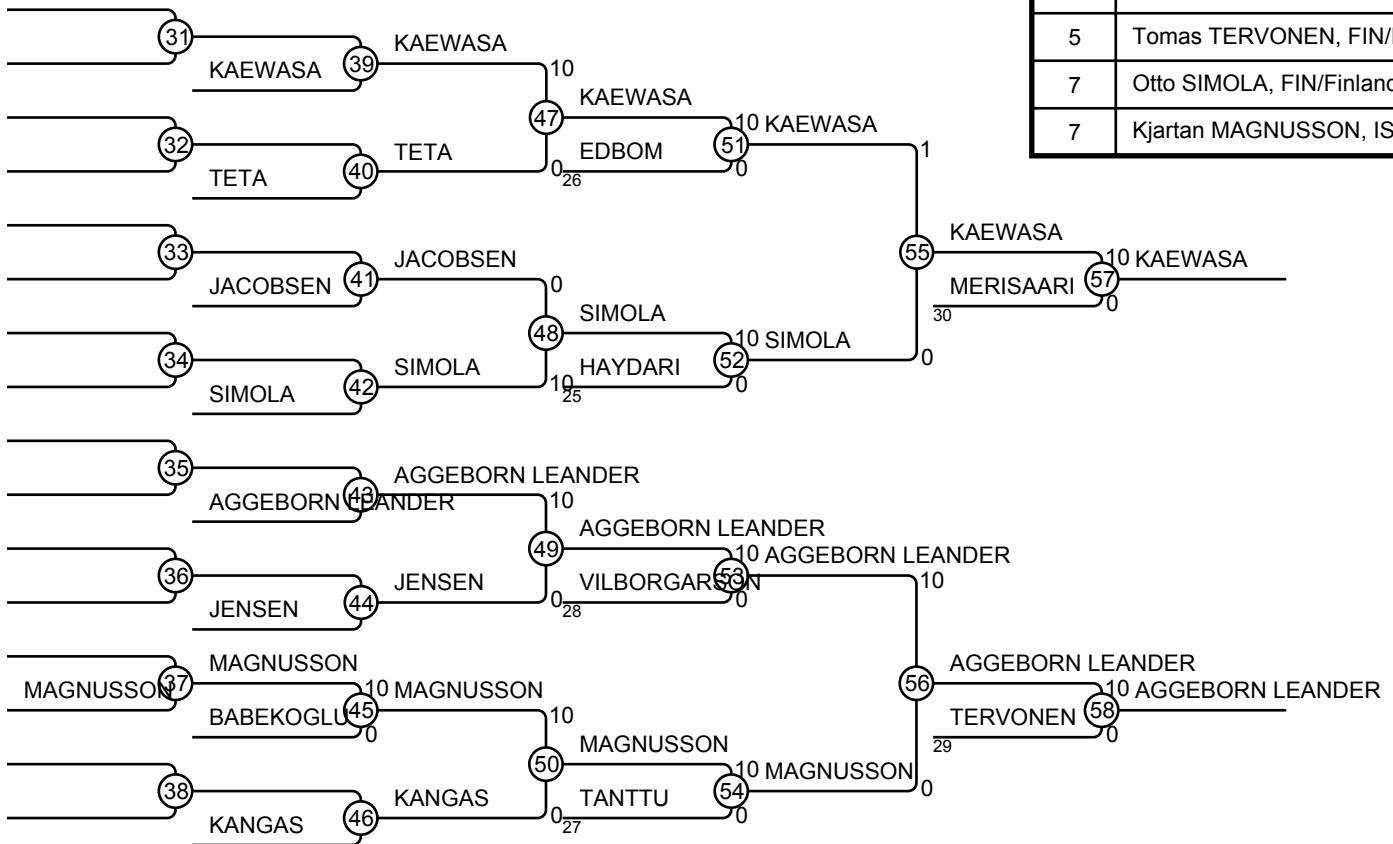 5 Tomas TERVONEN, FIN/
7 Otto SIMOLA, FIN/Finland
7 Kjartan MAGNUSSON, IS
31
KAEWASA
39
KAEWASA
10
47
KAEWASA
10
KAEWASA
1
32
TETA
40
TETA
0
26
EDBOM
51
0
33
JACOBSEN
41
JACOBSEN
0
55
KAEWASA
10
KAEWASA
48
SIMOLA
10
SIMOLA
0
MERISAARI
57
30
0
34
SIMOLA
42
SIMOLA
10
25
HAYDARI
52
0
35
AGGEBORN LEANDER
43
AGGEBORN LEANDER
10
49
AGGEBORN LEANDER
10
AGGEBORN LEANDER
10
36
JENSEN
44
JENSEN
0
28
VILBORGARSON
53
0
MAGNUSSON
37
MAGNUSSON
10
MAGNUSSON
10
56
AGGEBORN LEANDER
10
AGGEBORN LEANDER
BABEKOGLU
45
0
50
MAGNUSSON
10
MAGNUSSON
0
TERVONEN
58
29
0
38
KANGAS
46
KANGAS
0
27
TANTTU
54
0